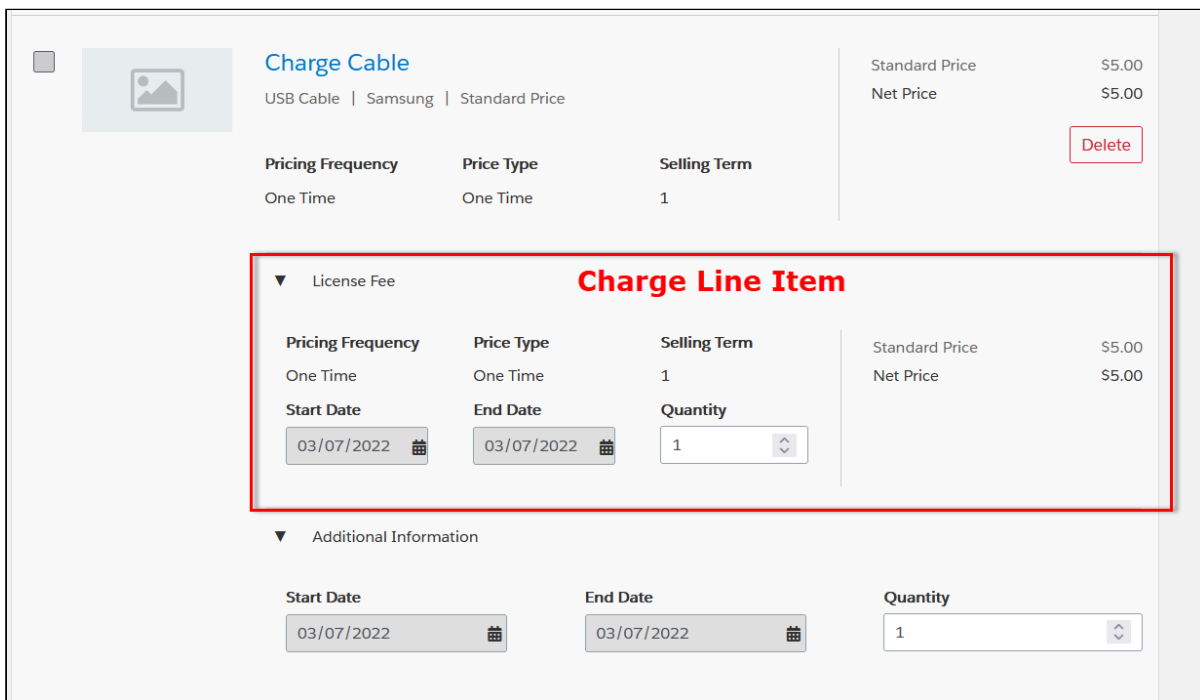 Charge Cable
Standard Price $5.00
USB Cable | Samsung | Standard Price
Net Price $5.00
Delete
Pricing Frequency Price Type Selling Term
One Time One Time 1
▼ License Fee Charge Line Item
Pricing Frequency Price Type Selling Term
Standard Price $5.00
One Time One Time 1
Net Price $5.00
Start Date End Date Quantity
03/07/2022 03/07/2022 1
▼ Additional Information
Start Date End Date Quantity
03/07/2022 03/07/2022 1